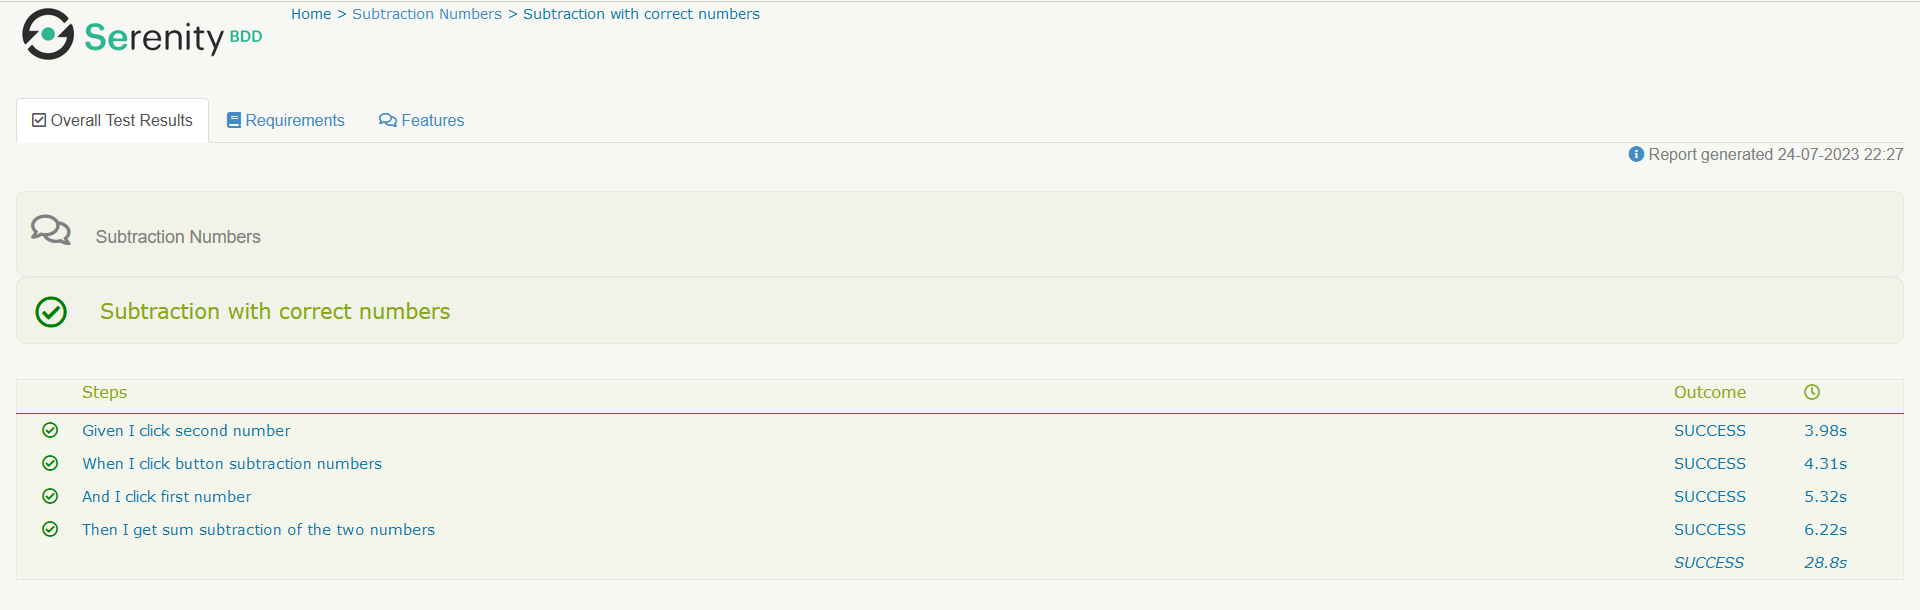 Serenity BDD
Home > Subtraction Numbers > Subtraction with correct numbers
Overall Test Results
Requirements
Features
Report generated 24-07-2023 22:27
Subtraction Numbers
Subtraction with correct numbers
Steps Outcome
Given I click second number SUCCESS 3.98s
When I click button subtraction numbers SUCCESS 4.31s
And I click first number SUCCESS 5.32s
Then I get sum subtraction of the two numbers SUCCESS 6.22s
SUCCESS 28.8s